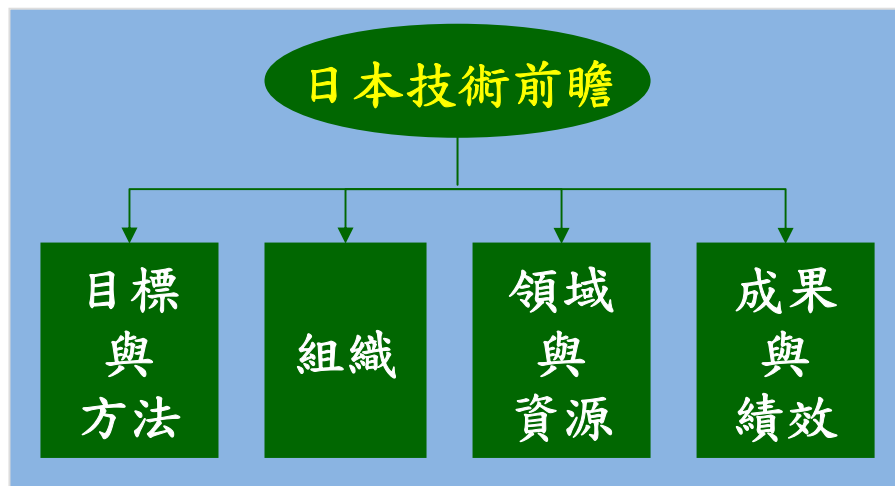 日本技術前瞻
目標
與
方法
組織
領域
與
資源
成果
與
績效